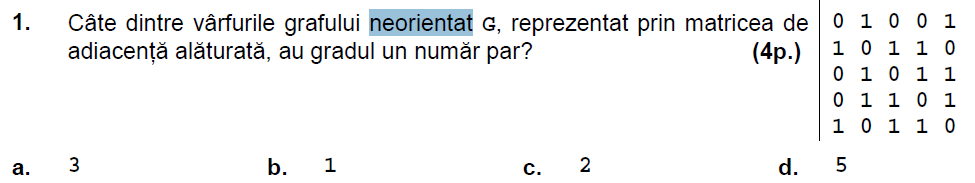 1. Câte dintre vârfurile grafului neorientat G, reprezentat prin matricea de
adiacență alăturată, au gradul un număr par? (4p.)
0 1 0 0 1
1 0 1 1 0
0 1 0 1 1
0 1 1 0 1
1 0 1 1 0
a. 3 b. 1 c. 2 d. 5